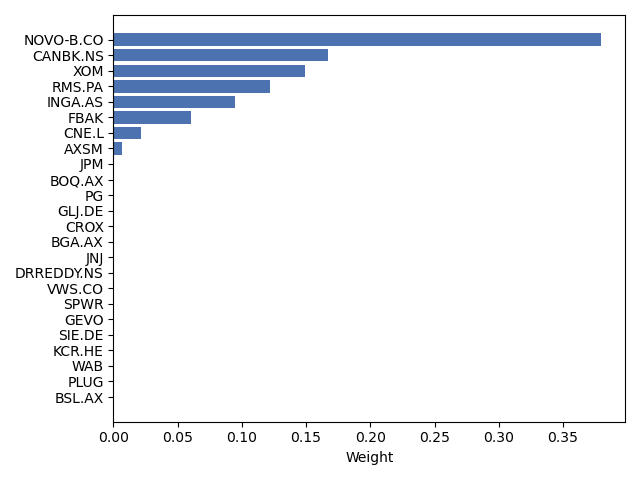 NOVO-B.CO
CANBK.NS
XOM
RMS.PA
INGA.AS
FBAK
CNE.L
AXSM
JPM
BOQ.AX
PG
GLJ.DE
CROX
BGA.AX
JNJ
DRREDDY.NS
VWS.CO
SPWR
GEVO
SIE.DE
KCR.HE
WAB
PLUG
BSL.AX
0.00 0.05 0.10 0.15 0.20 0.25 0.30 0.35
Weight